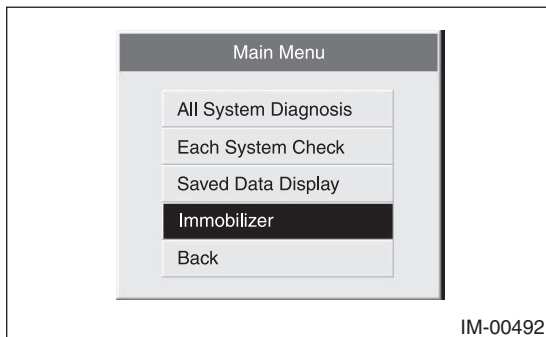 Main Menu
All System Diagnosis
Each System Check
Saved Data Display
Immobilizer
Back
IM-00492